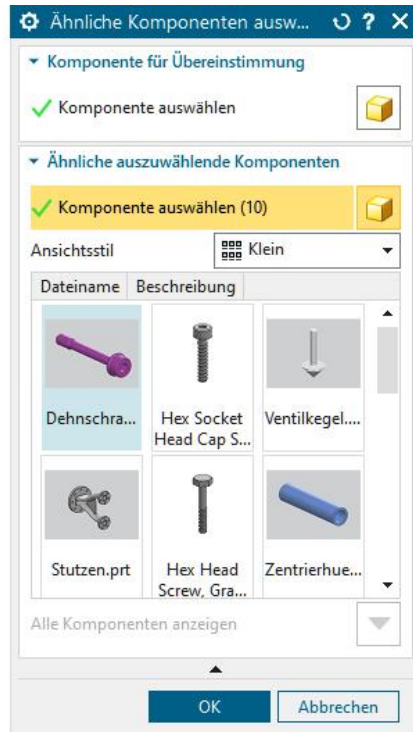 Ähnliche Komponenten ausw... ?
Komponente für Übereinstimmung
Komponente auswählen
Ähnliche auszuwählende Komponenten
Komponente auswählen (10)
Ansichtsstil Klein
Dateiname Beschreibung
Dehnschra... Hex Socket Ventilkegel....
Head Cap S...
Stutzen.prt Hex Head Zentrierhue...
Screw, Gra...
Alle Komponenten anzeigen
OK Abbrechen